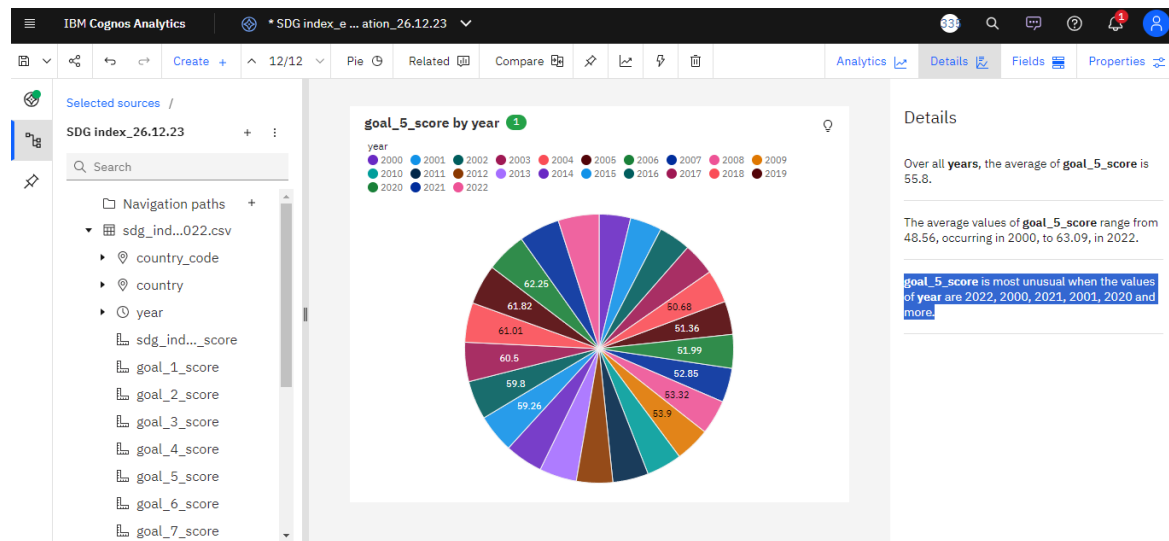 IBM Cognos Analytics
* SDG index_e ... ation_26.12.23
1
Create +
12/12
Pie
Related
Compare
Analytics
Details
Fields
Properties
Selected sources /
SDG index_26.12.23
Search
Navigation paths +
sdg_ind...022.csv
country_code
country
year
sdg_ind..._score
goal_1_score
goal_2_score
goal_3_score
goal_4_score
goal_5_score
goal_6_score
goal_7_score
goal_5_score by year 1
year
2000 2001 2002 2003 2004 2005 2006 2007 2008 2009
2010 2011 2012 2013 2014 2015 2016 2017 2018 2019
2020 2021 2022
62.25
61.82
61.01
60.5
59.8
59.26
50.68
51.36
51.99
52.85
53.32
53.9
Details
Over all years, the average of goal_5_score is
55.8.
The average values of goal_5_score range from
48.56, occurring in 2000, to 63.09, in 2022.
goal_5_score is most unusual when the values
of year are 2022, 2000, 2021, 2001, 2020 and
more.